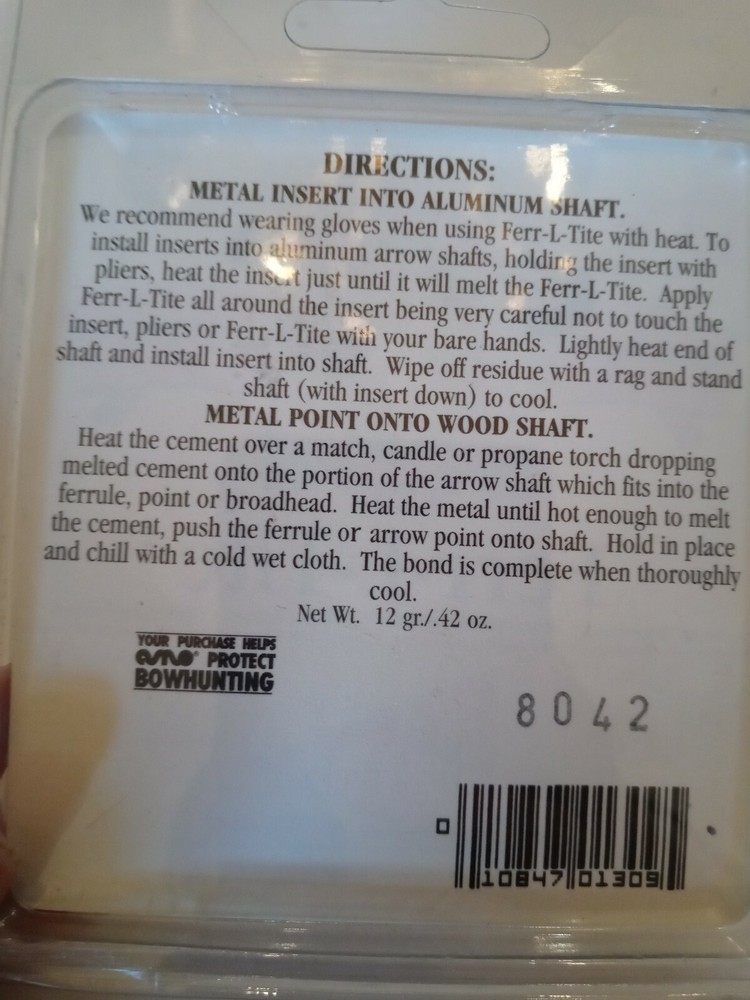 DIRECTIONS:
METAL INSERT INTO ALUMINUM SHAFT.
We recommend wearing gloves when using Ferr-L-Tite with heat. To
install inserts into aluminum arrow shafts, holding the insert with
pliers, heat the insert just until it will melt the Ferr-L-Tite. Apply
Ferr-L-Tite all around the insert being very careful not to touch the
insert, pliers or Ferr-L-Tite with your bare hands. Lightly heat end of
shaft and install insert into shaft. Wipe off residue with a rag and stand
shaft (with insert down) to cool.
METAL POINT ONTO WOOD SHAFT.
Heat the cement over a match, candle or propane torch dropping
melted cement onto the portion of the arrow shaft which fits into the
ferrule, point or broadhead. Heat the metal until hot enough to melt
the cement, push the ferrule or arrow point onto shaft. Hold in place
and chill with a cold wet cloth. The bond is complete when thoroughly
cool.
Net Wt. 12 gr./.42 oz.
YOUR PURCHASE HELPS
PROTECT
BOWHUNTING
8042
0 10847 01309